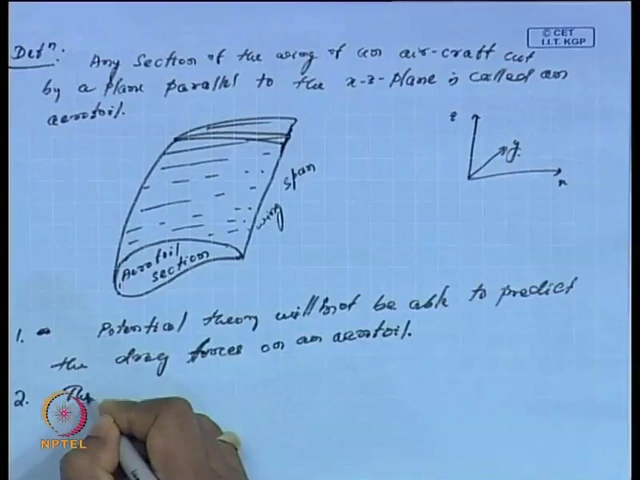 © CET
I.I.T. KGP
Defn: Any section of the wing of an air-craft cut
by a plane parallel to the x-z-plane is called an
aerofoil.
z
y
x
span
wing
Aerofoil
section
1. Potential theory will not be able to predict
the drag forces on an aerofoil.
2. The
NPTEL